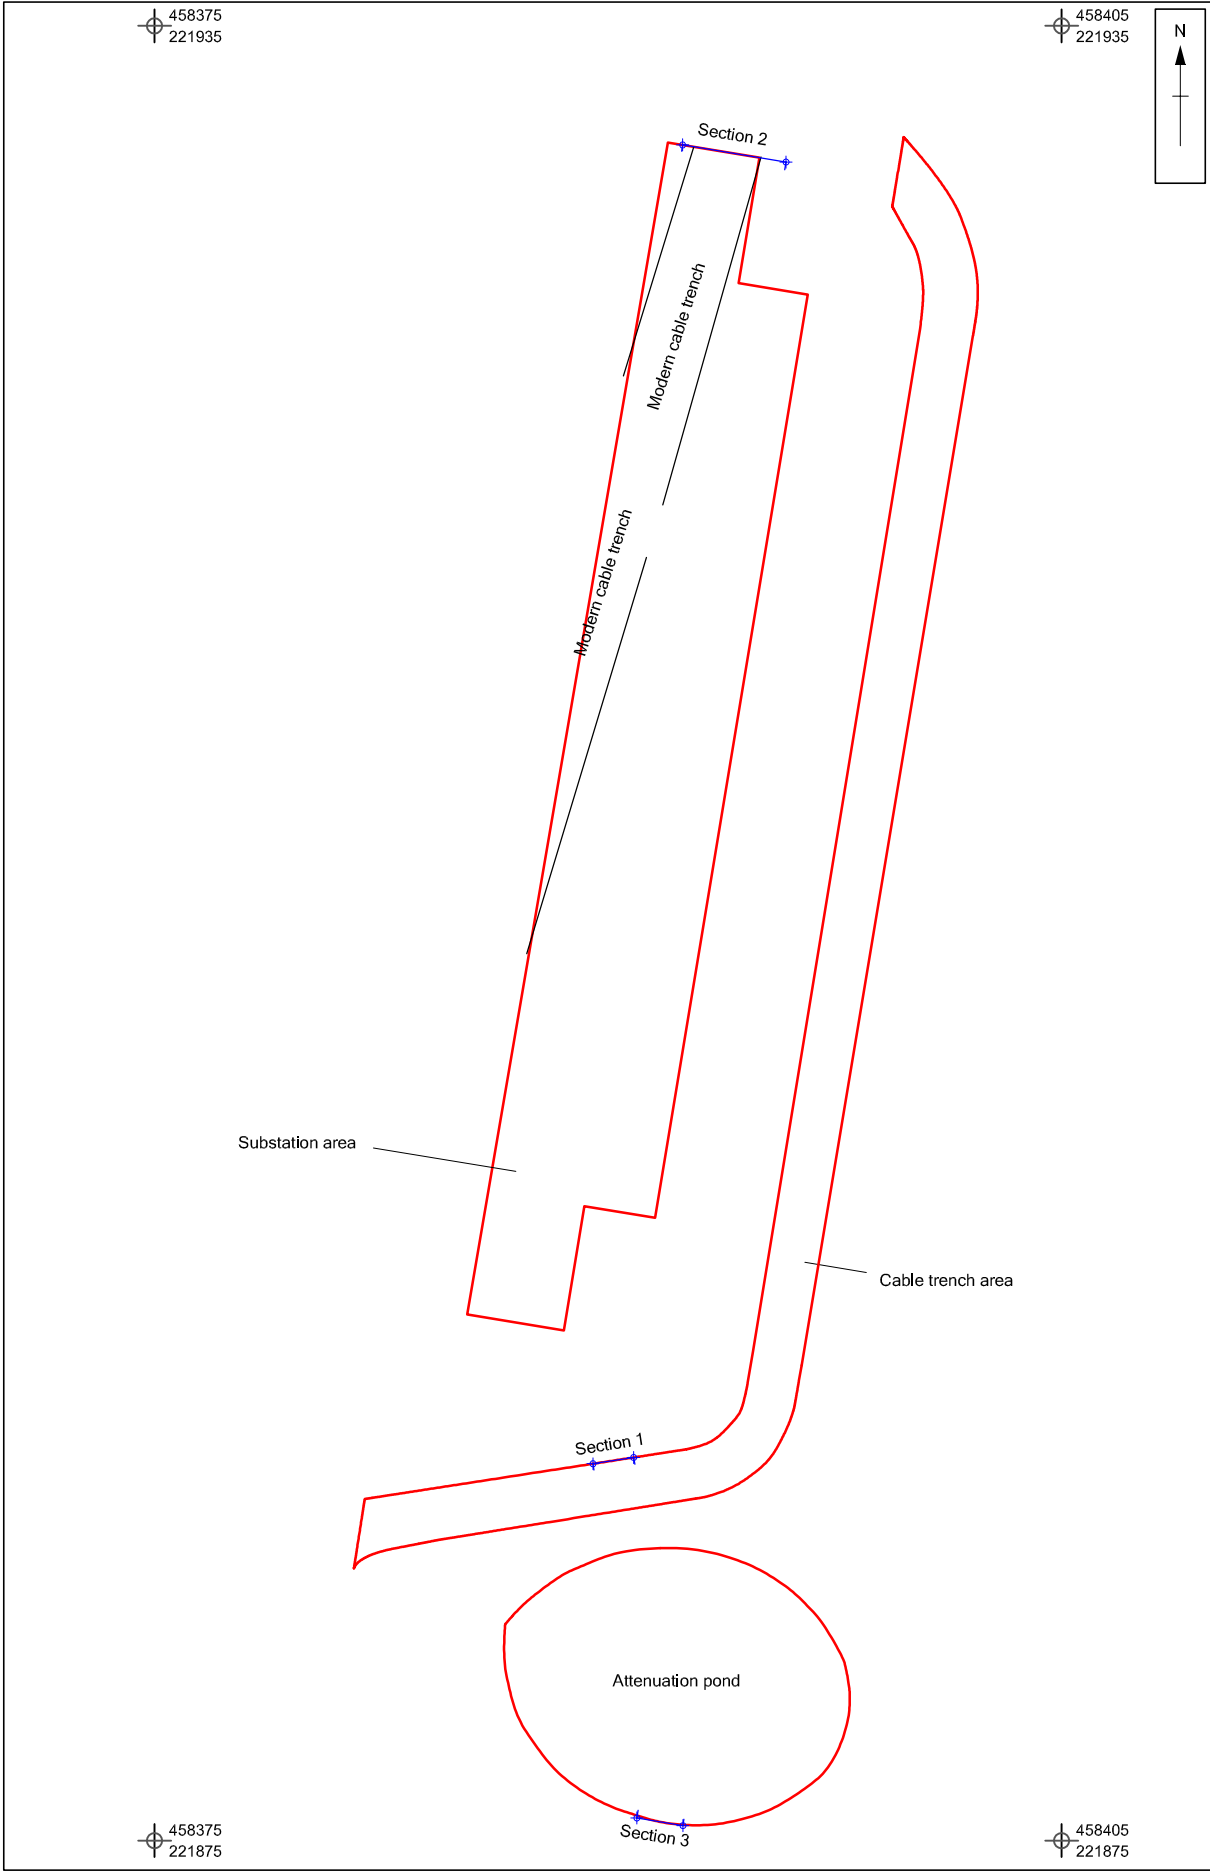 458375
221935
458405
221935
N
Section 2
Modern cable trench
Modern cable trench
Substation area
Cable trench area
Section 1
Attenuation pond
Section 3
458375
221875
458405
221875